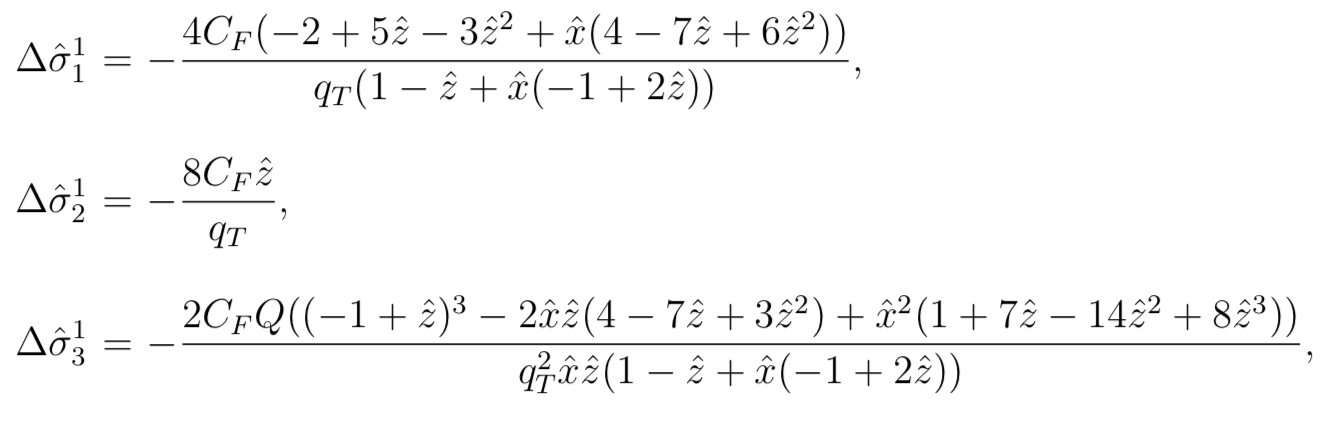 $\Delta\hat{\sigma}_1^1 = -\frac{4C_F(-2+5\hat{z}-3\hat{z}^2+\hat{x}(4-7\hat{z}+6\hat{z}^2))}{q_T(1-\hat{z}+\hat{x}(-1+2\hat{z}))},$
$\Delta\hat{\sigma}_2^1 = -\frac{8C_F\hat{z}}{q_T},$
$\Delta\hat{\sigma}_3^1 = -\frac{2C_FQ((-1+\hat{z})^3-2\hat{x}\hat{z}(4-7\hat{z}+3\hat{z}^2)+\hat{x}^2(1+7\hat{z}-14\hat{z}^2+8\hat{z}^3))}{q_T^2\hat{x}\hat{z}(1-\hat{z}+\hat{x}(-1+2\hat{z}))},$